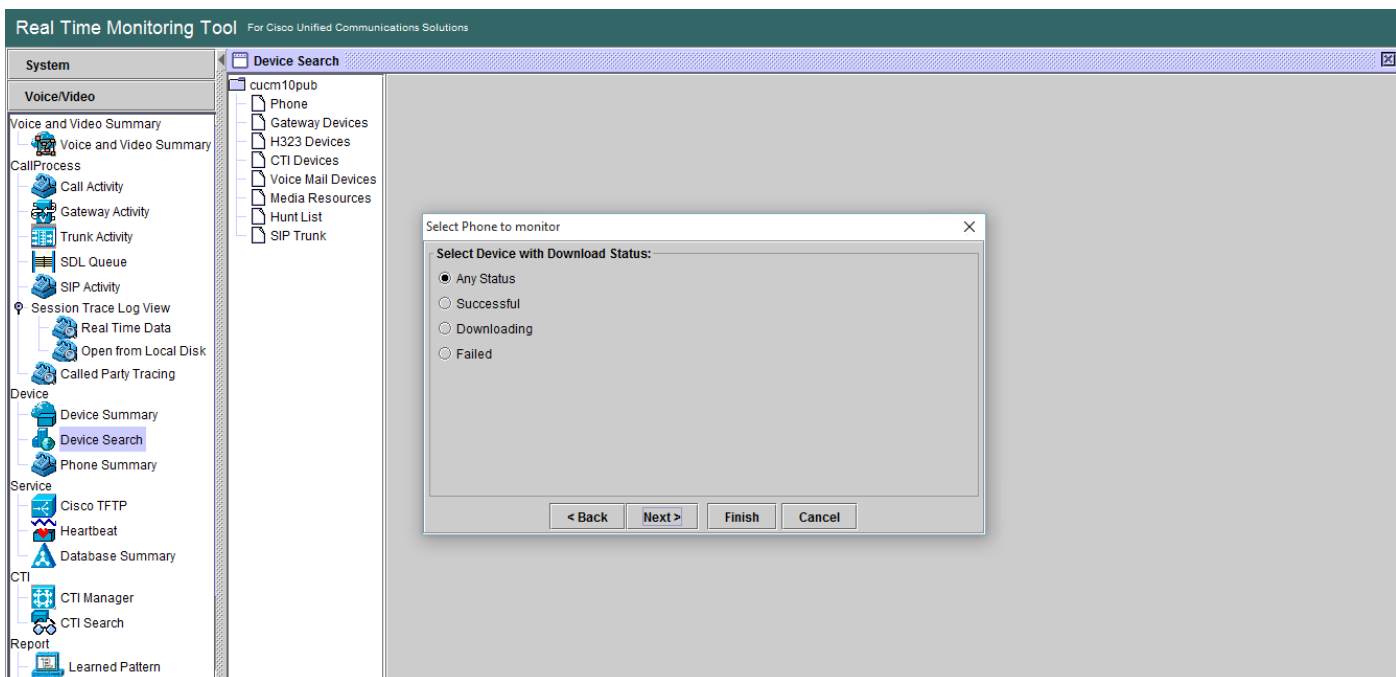 Real Time Monitoring Tool For Cisco Unified Communications Solutions
System
Voice/Video
Voice and Video Summary
Voice and Video Summary
CallProcess
Call Activity
Gateway Activity
Trunk Activity
SDL Queue
SIP Activity
Session Trace Log View
Real Time Data
Open from Local Disk
Called Party Tracing
Device
Device Summary
Device Search
Phone Summary
Service
Cisco TFTP
Heartbeat
Database Summary
CTI
CTI Manager
CTI Search
Report
Learned Pattern
Device Search
cucm10pub
Phone
Gateway Devices
H323 Devices
CTI Devices
Voice Mail Devices
Media Resources
Hunt List
SIP Trunk
Select Phone to monitor
Select Device with Download Status:
Any Status
Successful
Downloading
Failed
< Back Next > Finish Cancel